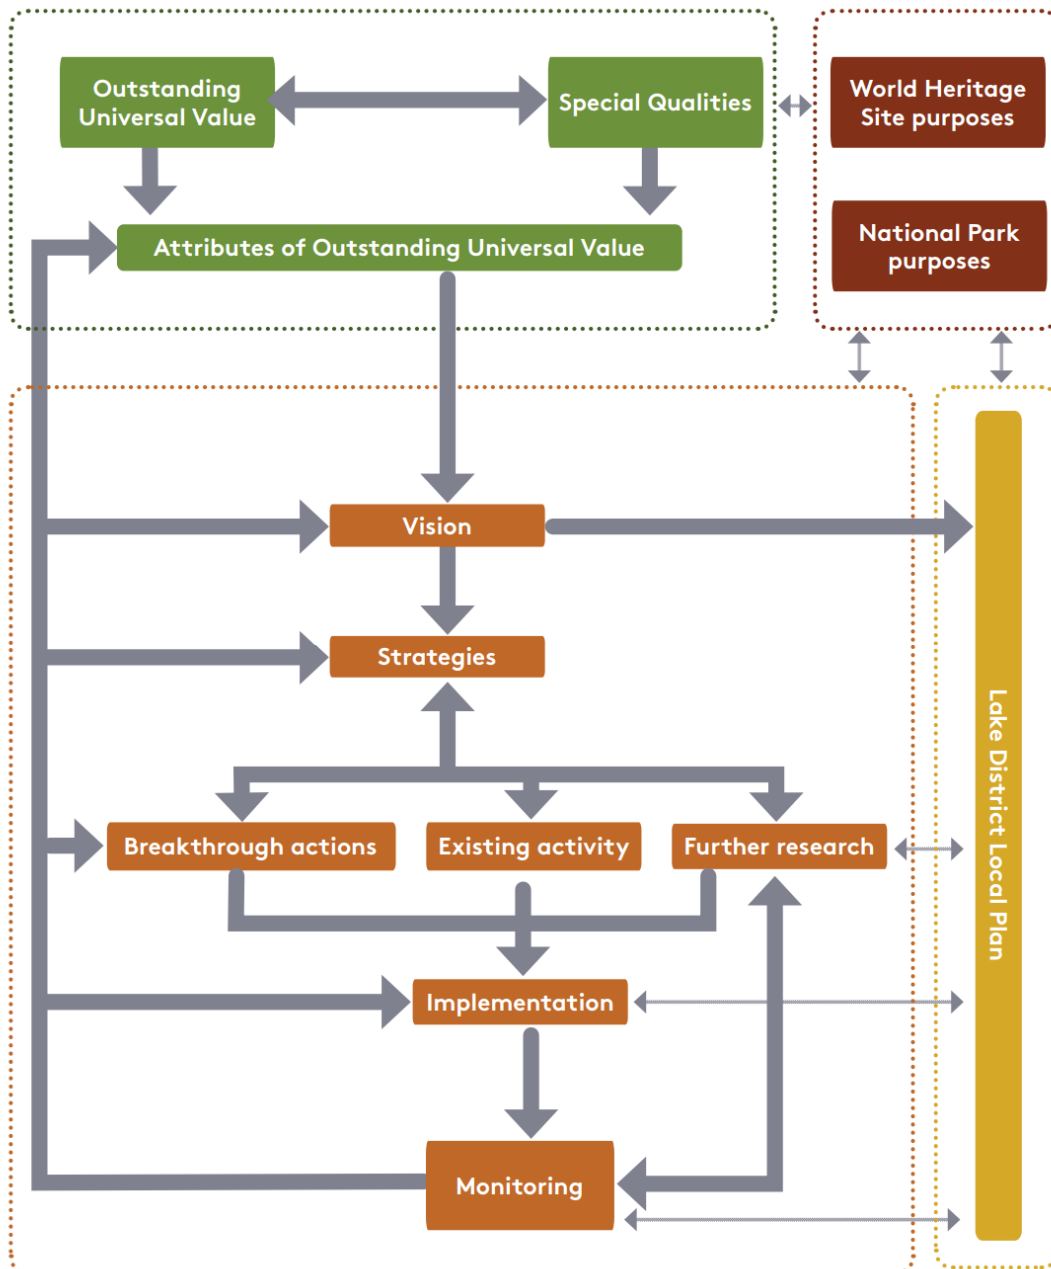 Outstanding
Universal Value
Special Qualities
World Heritage
Site purposes
National Park
purposes
Attributes of Outstanding Universal Value
Vision
Strategies
Breakthrough actions
Existing activity
Further research
Implementation
Monitoring
Lake District Local Plan